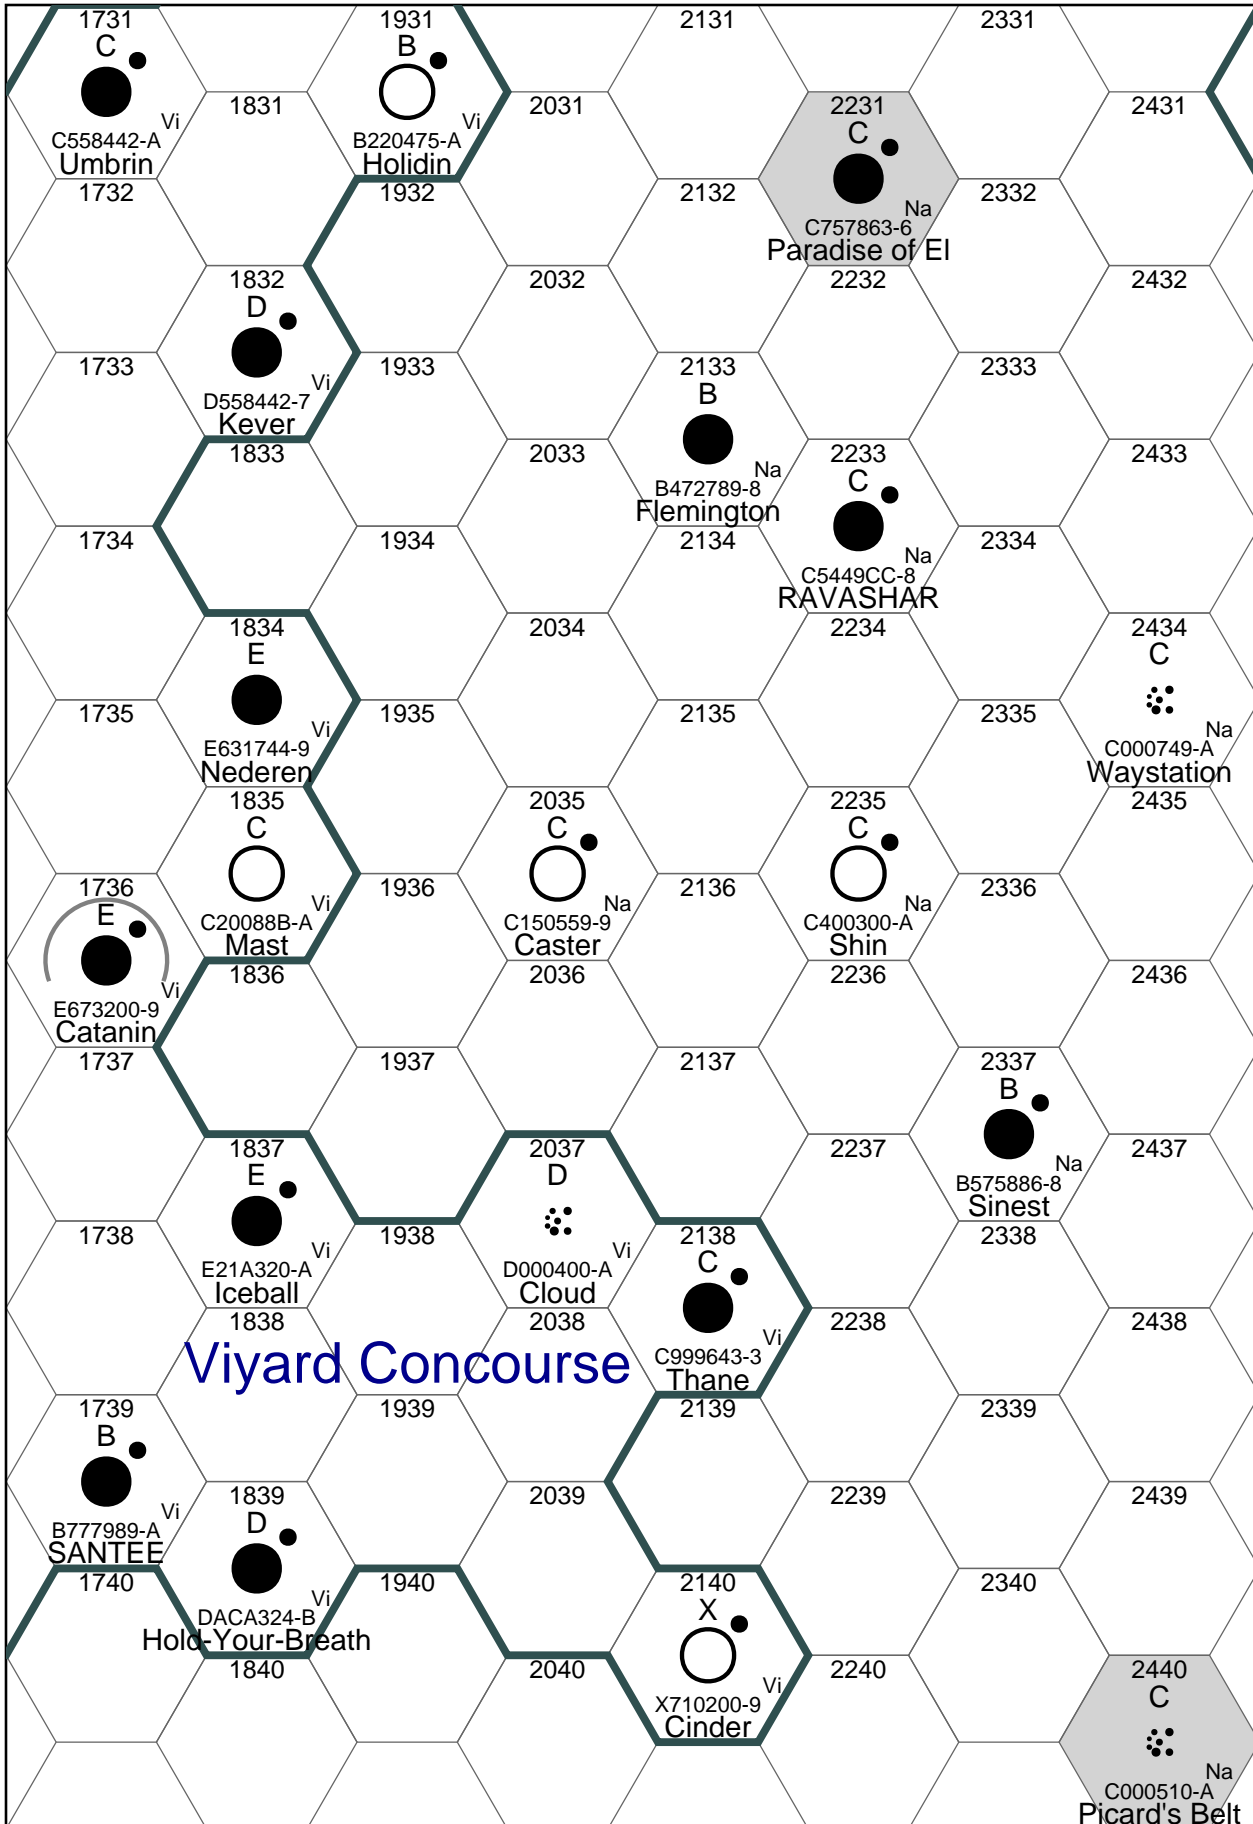 1731
1931
2131
2331
C
B
1831
2031
2231
2431
C
Vi
Vi
C558442-A
B220475-A
Umbrin
Holidin
1732
1932
2132
2332
Na
C757863-6
Paradise of El
1832
2032
2232
2432
D
1733
1933
2133
2333
B
Vi
D558442-7
Kever
1833
2033
2233
2433
C
Na
B472789-8
Flemington
1734
1934
2134
2334
Na
C5449CC-8
RAVASHAR
1834
2034
2234
2434
E
C
1735
1935
2135
2335
Vi
Na
E631744-9
C000749-A
Nederen
Waystation
1835
2035
2235
2435
C
C
C
1736
1936
2136
2336
E
Vi
Na
Na
C20088B-A
C150559-9
C400300-A
Mast
Caster
Shin
1836
2036
2236
2436
Vi
E673200-9
Catanin
1737
1937
2137
2337
B
1837
2037
2237
2437
E
D
Na
B575886-8
Sinest
1738
1938
2138
2338
Vi
Vi
C
E21A320-A
D000400-A
Iceball
Cloud
1838
2038
2238
2438
Viyard Concourse
Vi
C999643-3
Thane
1739
1939
2139
2339
B
1839
2039
2239
2439
D
Vi
B777989-A
SANTEE
1740
1940
2140
2340
Vi
X
DACA324-B
Hold-Your-Breath
1840
2040
2240
2440
C
Vi
X710200-9
Cinder
Na
C000510-A
Picard's Belt